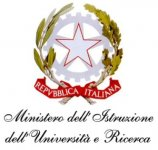 REPVBBLICA ITALIANA
Ministero dell'Istruzione
dell'Università e Ricerca